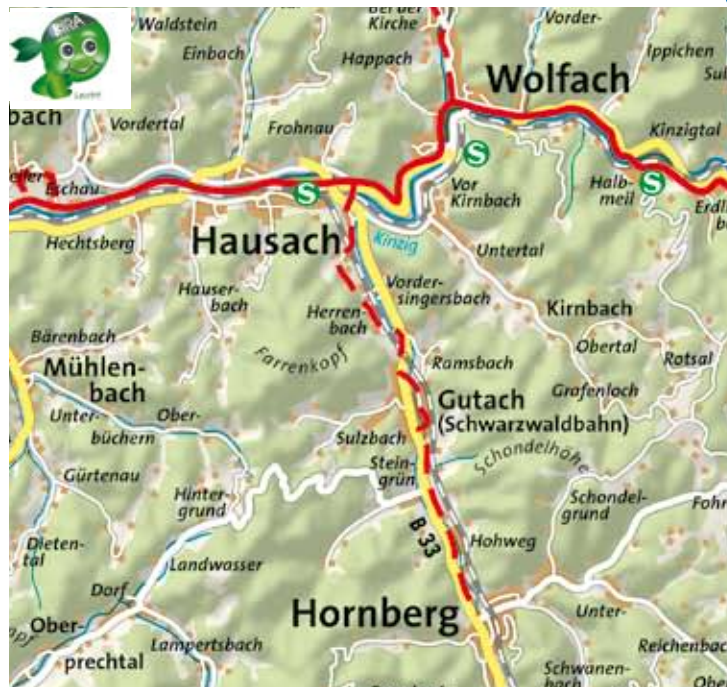 KIRA
Waldstein
Kirche
Vorder-
Einbach
Happach
Ippichen
Wolfach
bach
Vordertal
Frohnau
Kinzigtal
S
Eschau
S
Vor
Kirnbach
Halb-
meil
S
Hechtsberg
Hausach
Kinzig
Untertal
Hauser-
bach
Vorder-
singersbach
Herren-
bach
Kirnbach
Bärenbach
Farrenkopf
Obertal
Rotsal
Mühlen-
bach
Ramsbach
Grafenloch
Unter-
büchern
Ober-
Gutach
(Schwarzwaldbahn)
Sulzbach
Schondelhöhe
Gürtenau
Stein-
grün
Hinter-
grund
Schondel-
grund
Dieten-
tal
B 33
Hohweg
Landwasser
Dorf
Hornberg
Ober-
prechtal
Unter-
Lampertsbach
Reichenbach
Schwanen-
bach